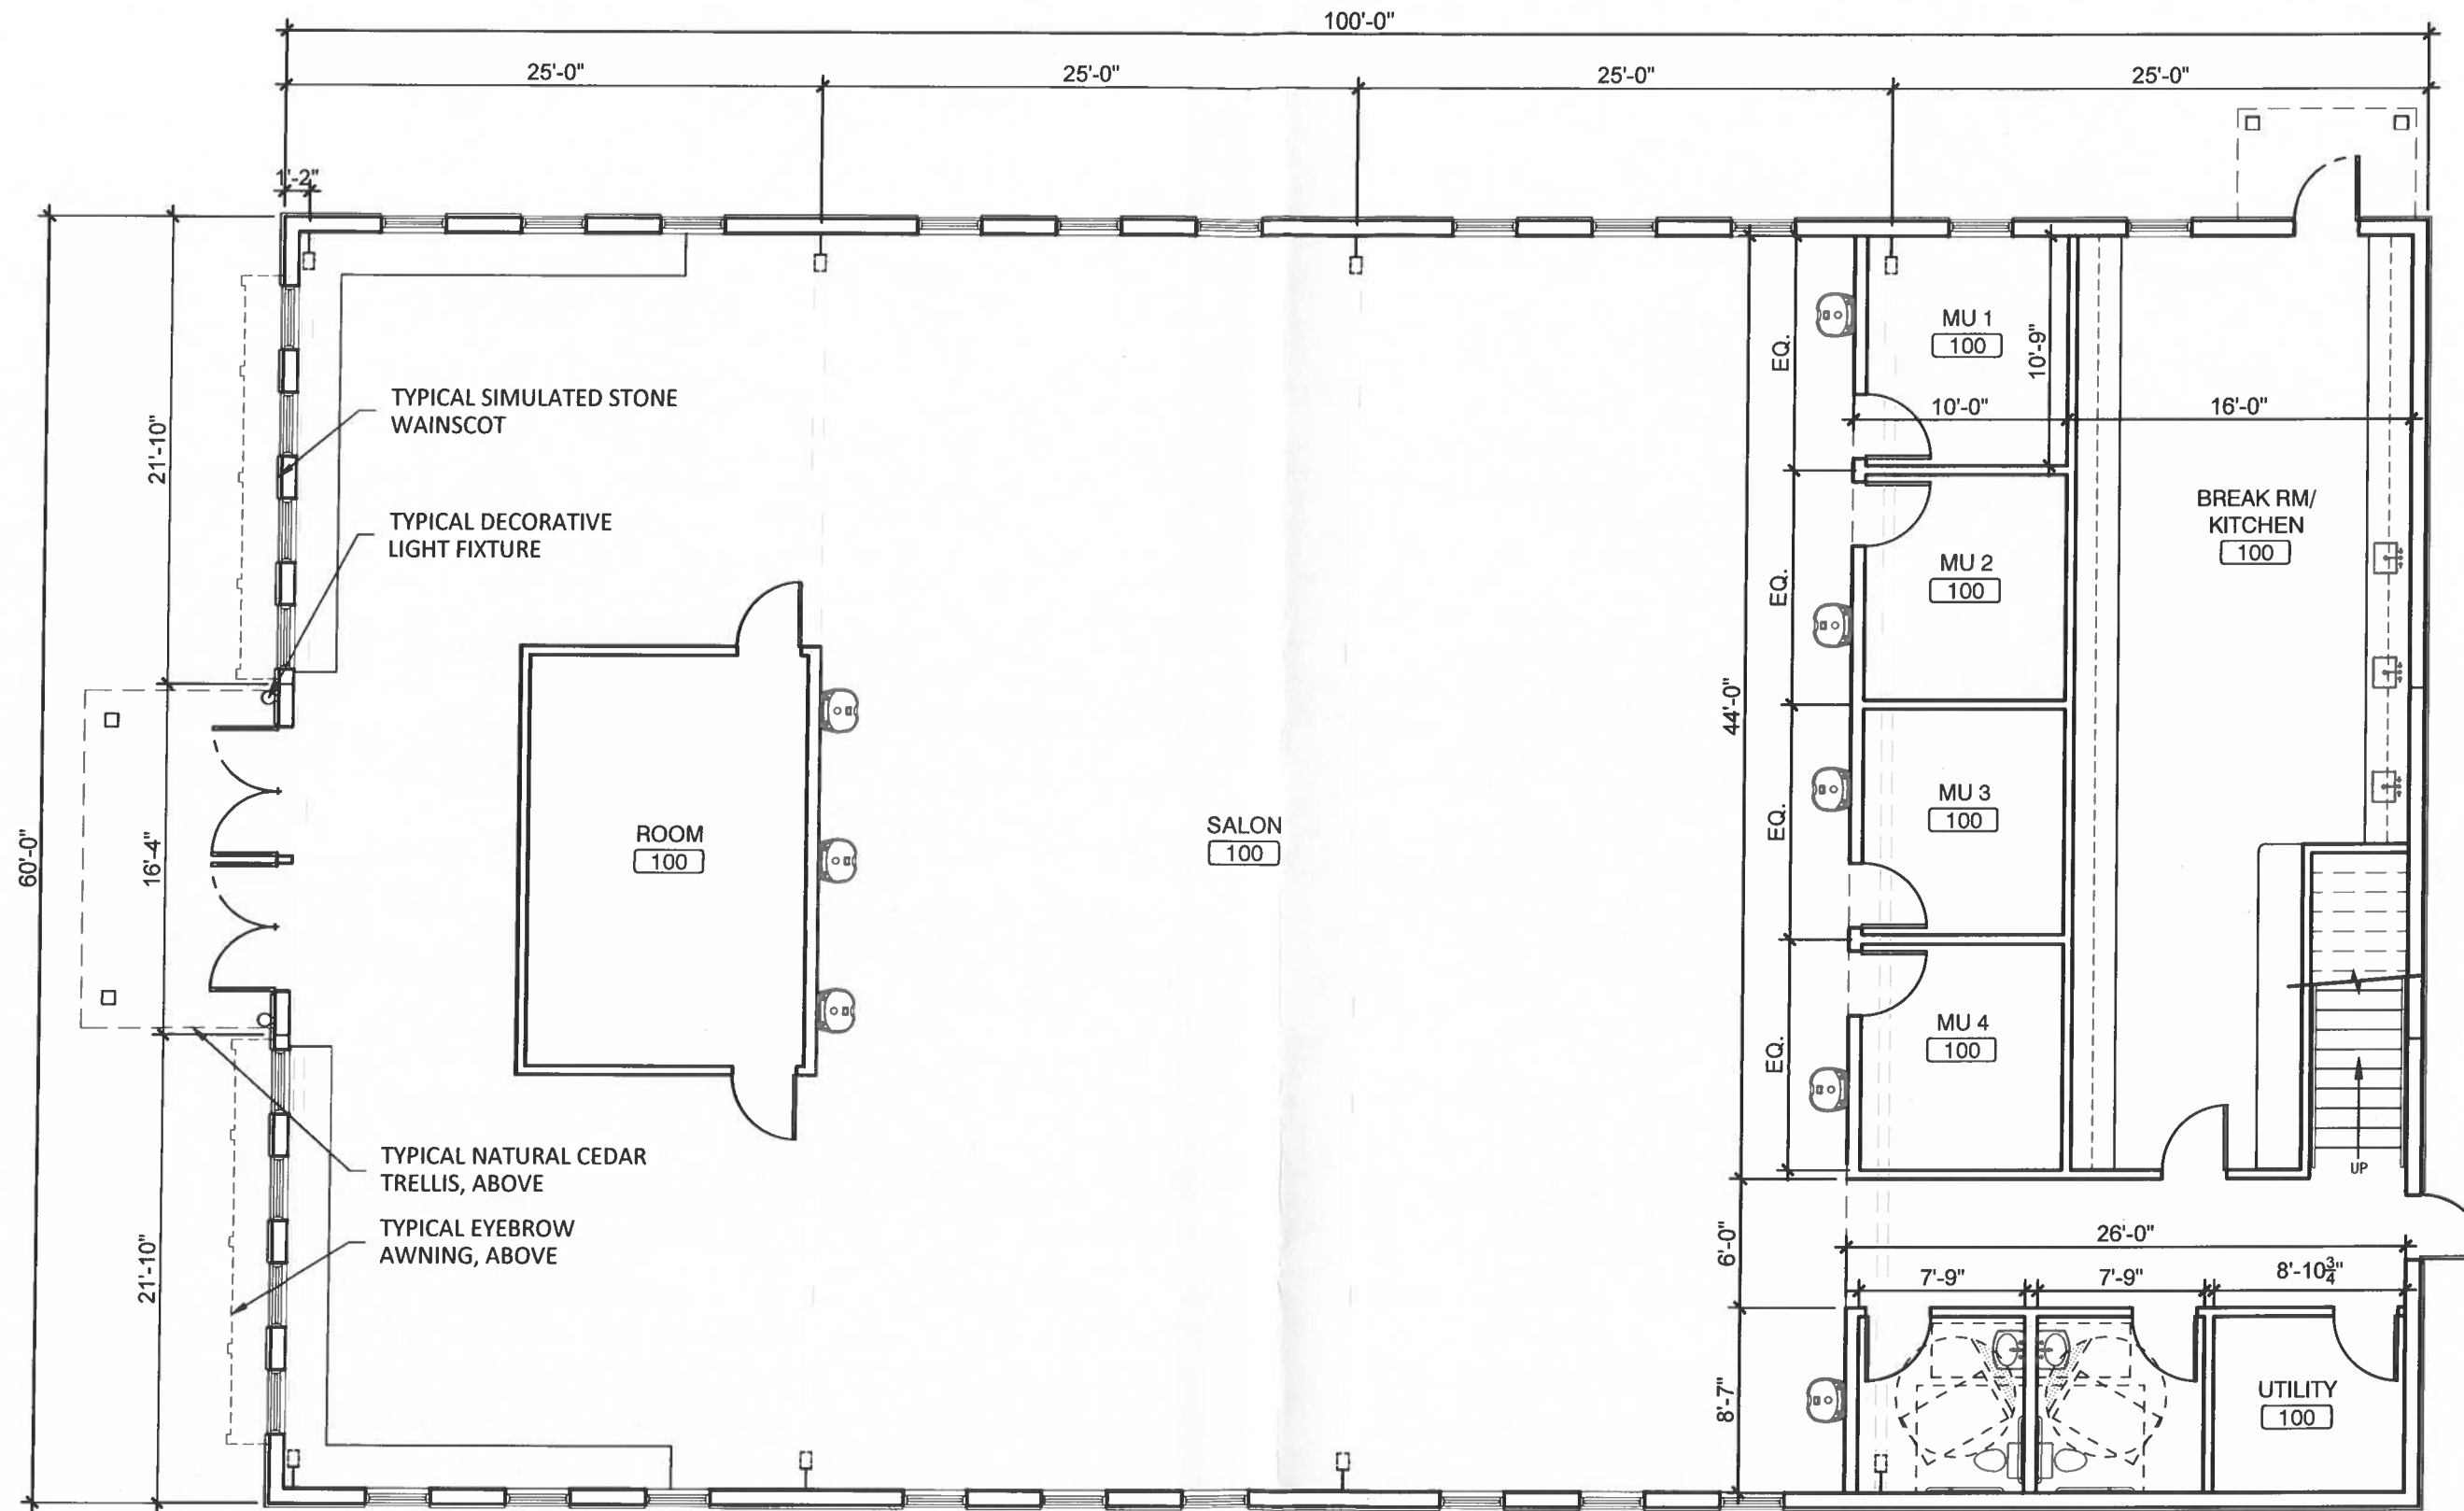 100'-0"
25'-0"
25'-0"
25'-0"
25'-0"
1'-2"
TYPICAL SIMULATED STONE
WAINSCOT
TYPICAL DECORATIVE
LIGHT FIXTURE
21'-10"
60'-0"
16'-4"
21'-10"
TYPICAL NATURAL CEDAR
TRELLIS, ABOVE
TYPICAL EYEBROW
AWNING, ABOVE
ROOM
100
SALON
100
44'-0"
6'-0"
8'-7"
EQ.
EQ.
EQ.
EQ.
MU 1
100
10'-9"
10'-0"
16'-0"
MU 2
100
MU 3
100
MU 4
100
BREAK RM/
KITCHEN
100
UP
26'-0"
7'-9"
7'-9"
8'-10¾"
UTILITY
100